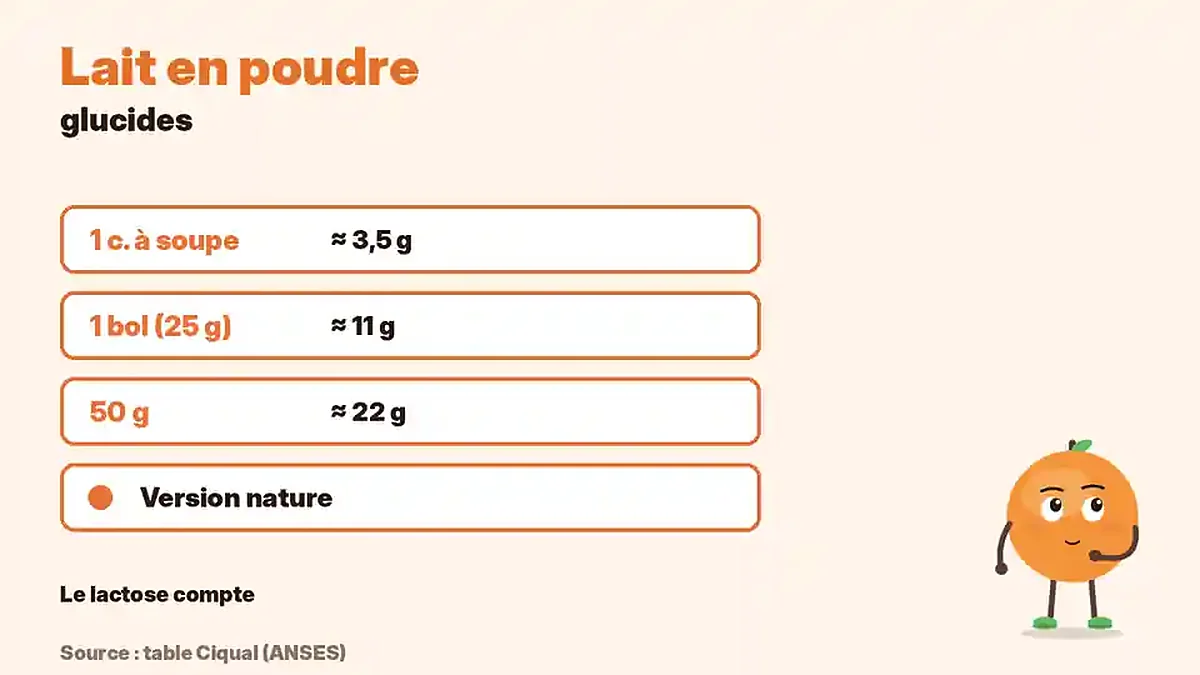 Lait en poudre
glucides
1 c. à soupe ≈ 3,5 g
1 bol (25 g) ≈ 11 g
50 g ≈ 22 g
Version nature
Le lactose compte
Source : table Ciqual (ANSES)